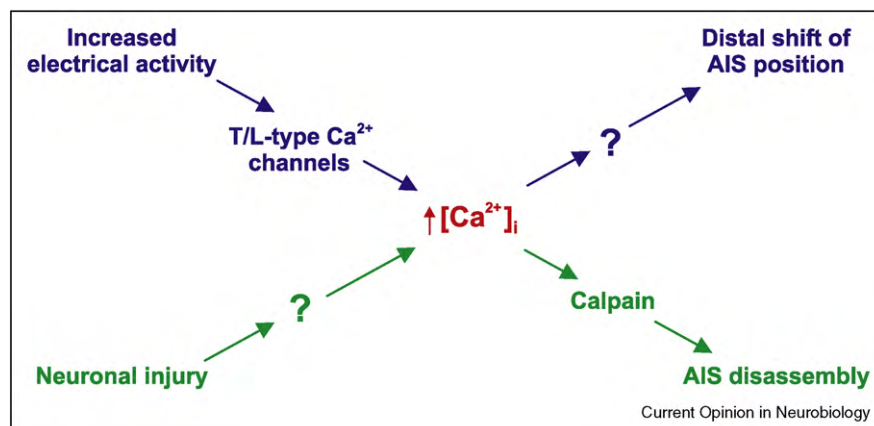 Increased
electrical activity
Distal shift of
AIS position
T/L-type Ca²⁺
channels
?
↑[Ca²⁺]ᵢ
?
Calpain
Neuronal injury
AIS disassembly
Current Opinion in Neurobiology